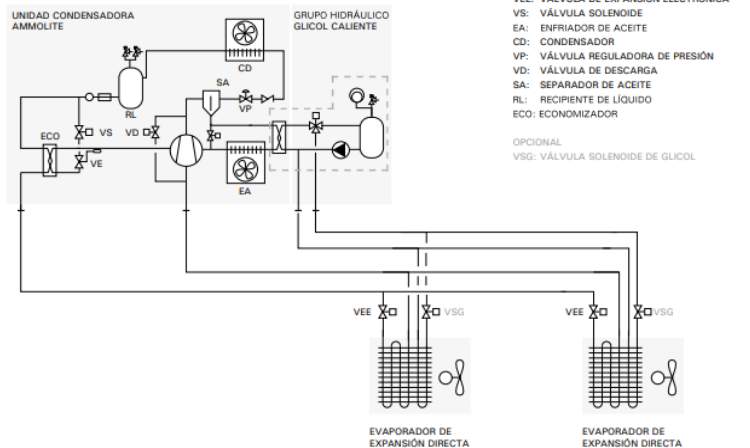 UNIDAD CONDENSADORA
AMMOLITE
GRUPO HIDRÁULICO
GLICOL CALIENTE
CD
SA
VP
RL
ECO
VS
VD
VE
EA
VEE: VÁLVULA DE EXPANSIÓN ELECTRÓNICA
VS: VÁLVULA SOLENOIDE
EA: ENFRIADOR DE ACEITE
CD: CONDENSADOR
VP: VÁLVULA REGULADORA DE PRESIÓN
VD: VÁLVULA DE DESCARGA
SA: SEPARADOR DE ACEITE
RL: RECIPIENTE DE LÍQUIDO
ECO: ECONOMIZADOR
OPCIONAL
VSG: VÁLVULA SOLENOIDE DE GLICOL
VEE
VSG
VEE
VSG
EVAPORADOR DE
EXPANSIÓN DIRECTA
EVAPORADOR DE
EXPANSIÓN DIRECTA